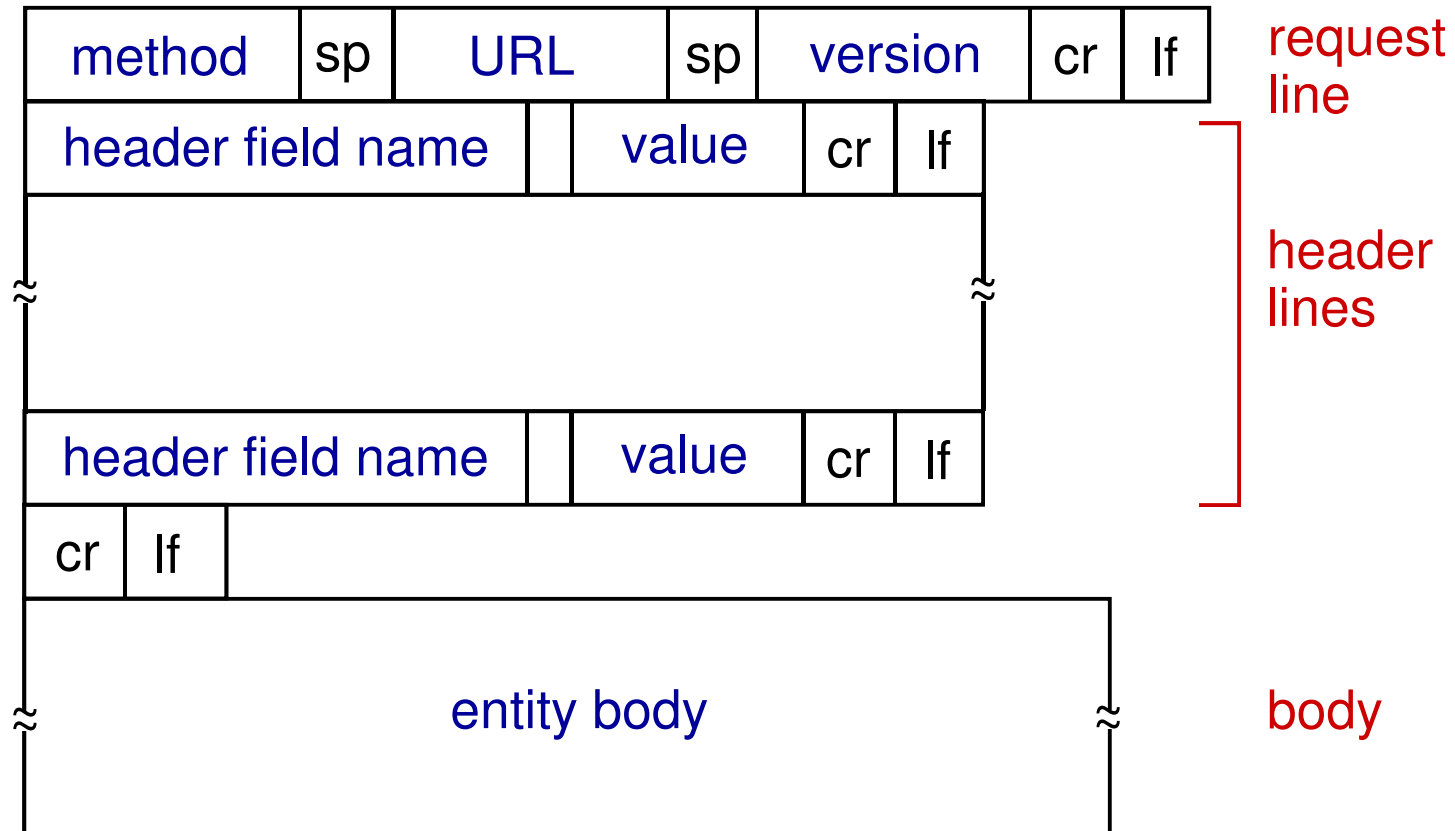 method sp URL sp version cr lf request
line
header field name value cr lf
header
lines
≈ ≈
header field name value cr lf
cr lf
≈ entity body ≈ body